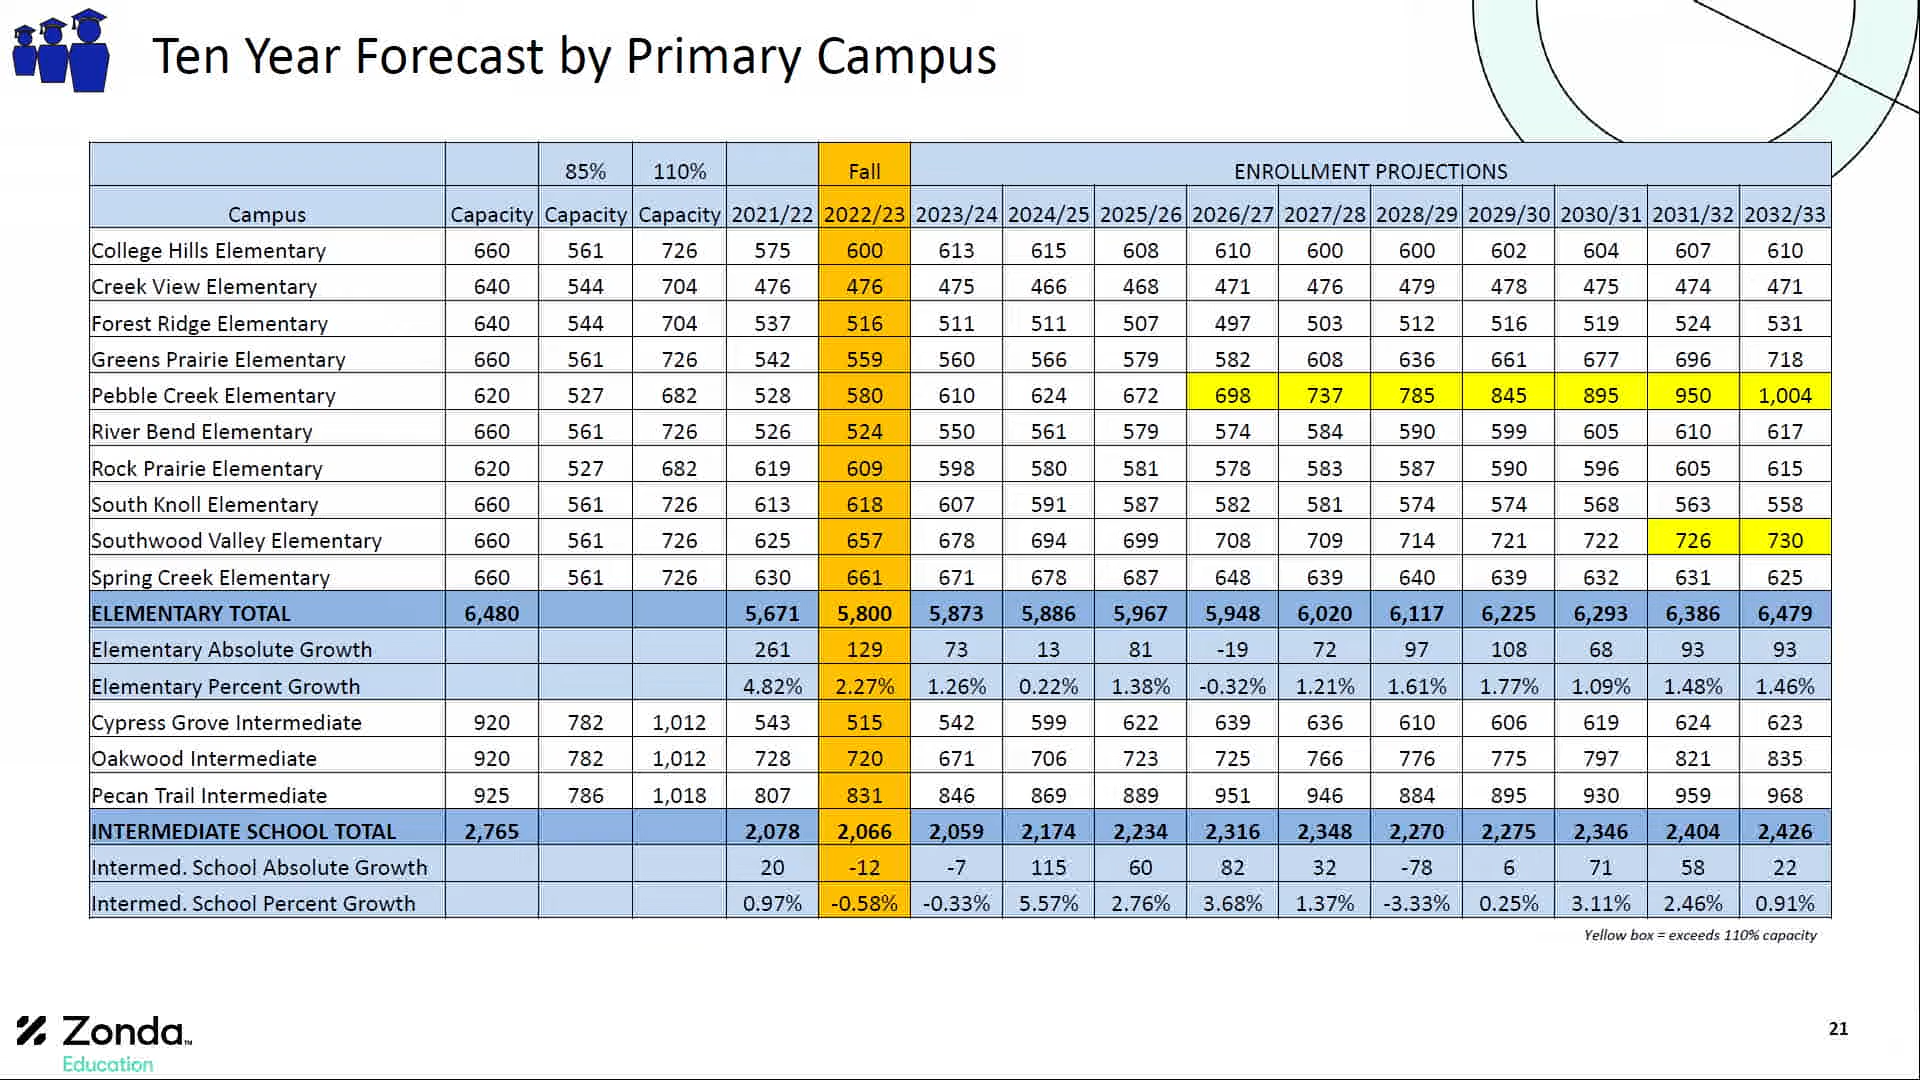 Ten Year Forecast by Primary Campus
85% 110% Fall ENROLLMENT PROJECTIONS
Campus Capacity Capacity Capacity 2021/22 2022/23 2023/24 2024/25 2025/26 2026/27 2027/28 2028/29 2029/30 2030/31 2031/32 2032/33
College Hills Elementary 660 561 726 575 600 613 615 608 610 600 600 602 604 607 610
Creek View Elementary 640 544 704 476 476 475 466 468 471 476 479 478 475 474 471
Forest Ridge Elementary 640 544 704 537 516 511 511 507 497 503 512 516 519 524 531
Greens Prairie Elementary 660 561 726 542 559 560 566 579 582 608 636 661 677 696 718
Pebble Creek Elementary 620 527 682 528 580 610 624 672 698 737 785 845 895 950 1,004
River Bend Elementary 660 561 726 526 524 550 561 579 574 584 590 599 605 610 617
Rock Prairie Elementary 620 527 682 619 609 598 580 581 578 583 587 590 596 605 615
South Knoll Elementary 660 561 726 613 618 607 591 587 582 581 574 574 568 563 558
Southwood Valley Elementary 660 561 726 625 657 678 694 699 708 709 714 721 722 726 730
Spring Creek Elementary 660 561 726 630 661 671 678 687 648 639 640 639 632 631 625
ELEMENTARY TOTAL 6,480 5,671 5,800 5,873 5,886 5,967 5,948 6,020 6,117 6,225 6,293 6,386 6,479
Elementary Absolute Growth 261 129 73 13 81 -19 72 97 108 68 93 93
Elementary Percent Growth 4.82% 2.27% 1.26% 0.22% 1.38% -0.32% 1.21% 1.61% 1.77% 1.09% 1.48% 1.46%
Cypress Grove Intermediate 920 782 1,012 543 515 542 599 622 639 636 610 606 619 624 623
Oakwood Intermediate 920 782 1,012 728 720 671 706 723 725 766 776 775 797 821 835
Pecan Trail Intermediate 925 786 1,018 807 831 846 869 889 951 946 884 895 930 959 968
INTERMEDIATE SCHOOL TOTAL 2,765 2,078 2,066 2,059 2,174 2,234 2,316 2,348 2,270 2,275 2,346 2,404 2,426
Intermed. School Absolute Growth 20 -12 -7 115 60 82 32 -78 6 71 58 22
Intermed. School Percent Growth 0.97% -0.58% -0.33% 5.57% 2.76% 3.68% 1.37% -3.33% 0.25% 3.11% 2.46% 0.91%
Yellow box = exceeds 110% capacity
Zonda™
Education
21